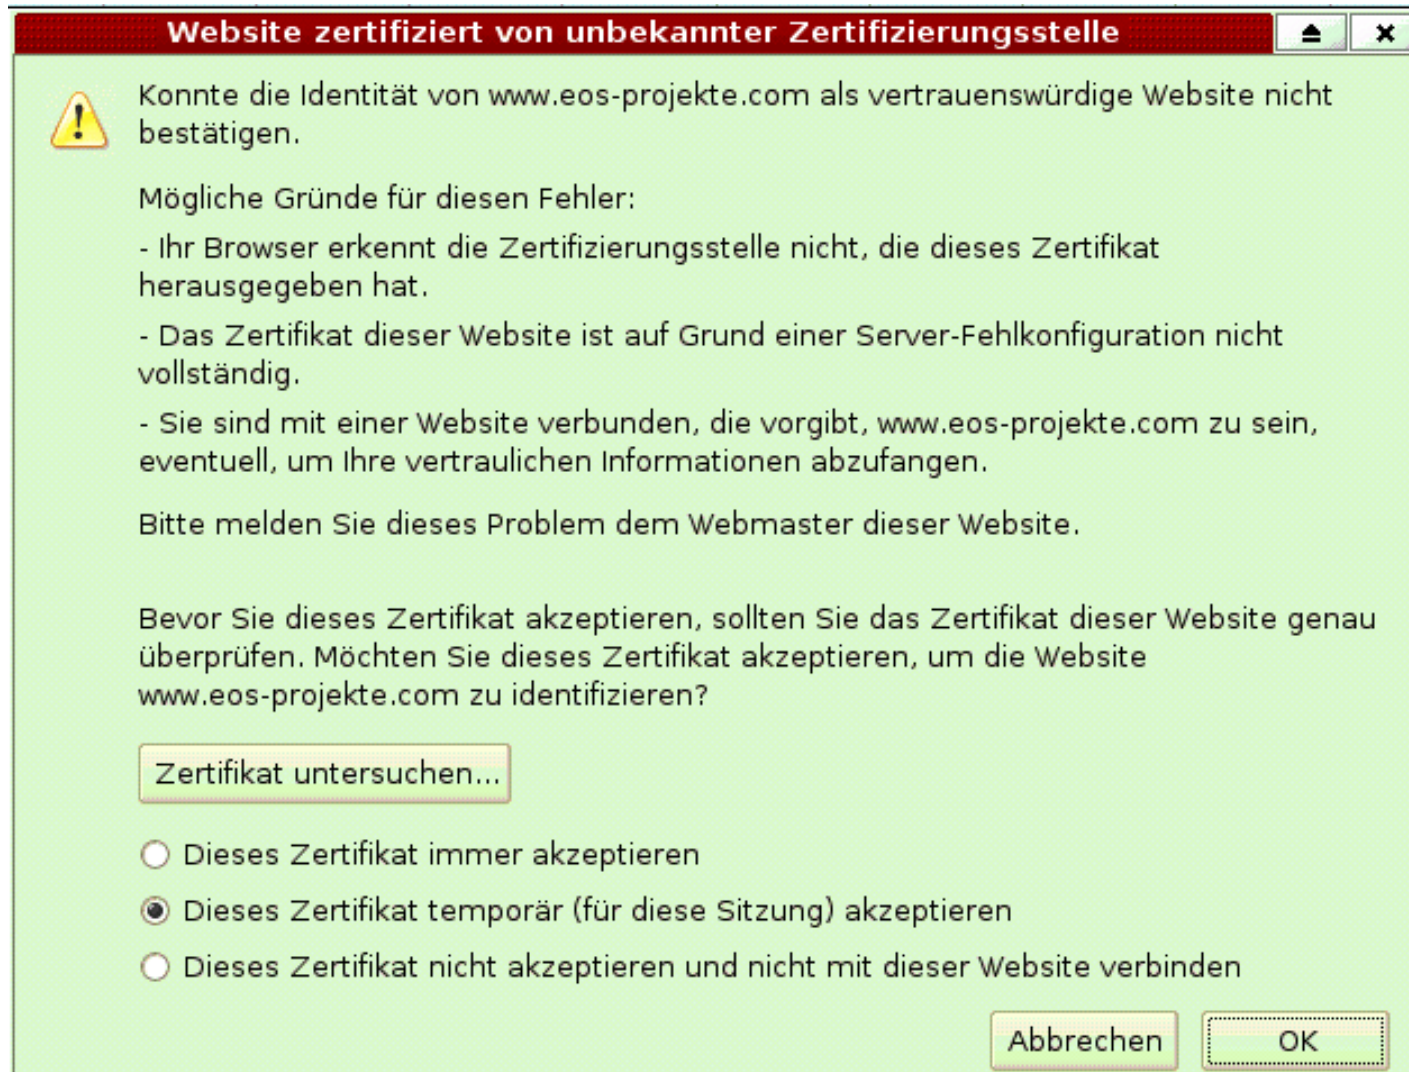 Website zertifiziert von unbekannter Zertifizierungsstelle
Konnte die Identität von www.eos-projekte.com als vertrauenswürdige Website nicht
bestätigen.
Mögliche Gründe für diesen Fehler:
- Ihr Browser erkennt die Zertifizierungsstelle nicht, die dieses Zertifikat
herausgegeben hat.
- Das Zertifikat dieser Website ist auf Grund einer Server-Fehlkonfiguration nicht
vollständig.
- Sie sind mit einer Website verbunden, die vorgibt, www.eos-projekte.com zu sein,
eventuell, um Ihre vertraulichen Informationen abzufangen.
Bitte melden Sie dieses Problem dem Webmaster dieser Website.
Bevor Sie dieses Zertifikat akzeptieren, sollten Sie das Zertifikat dieser Website genau
überprüfen. Möchten Sie dieses Zertifikat akzeptieren, um die Website
www.eos-projekte.com zu identifizieren?
Zertifikat untersuchen...
Dieses Zertifikat immer akzeptieren
Dieses Zertifikat temporär (für diese Sitzung) akzeptieren
Dieses Zertifikat nicht akzeptieren und nicht mit dieser Website verbinden
Abbrechen
OK